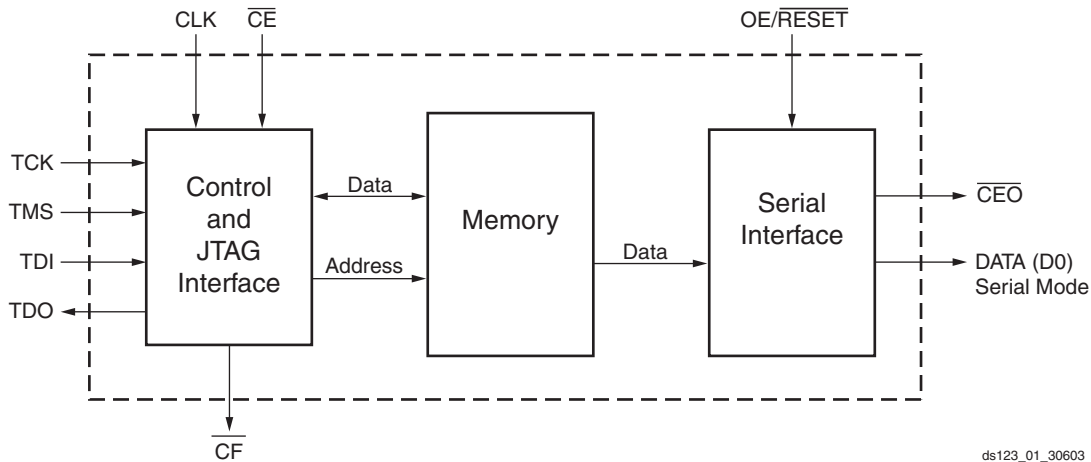 CLK
CE
OE/RESET
TCK
TMS
TDI
TDO
Control
and
JTAG
Interface
Data
Address
Memory
Data
Serial
Interface
CEO
DATA (D0)
Serial Mode
CF
ds123_01_30603